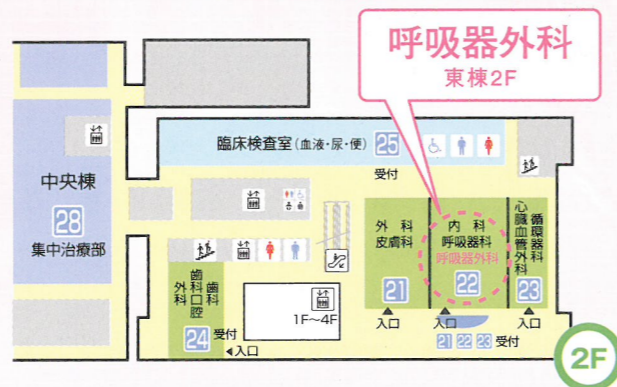 呼吸器外科
東棟2F
臨床検査室(血液・尿・便) 25
受付
中央棟
28
集中治療部
外科
皮膚科
21
入口
内科
呼吸器科
呼吸器外科
22
入口
循環器科
心臓血管外科
23
入口
21 22 23 受付
歯科
歯科口腔
外科
24
受付
◀入口
1F〜4F
2F